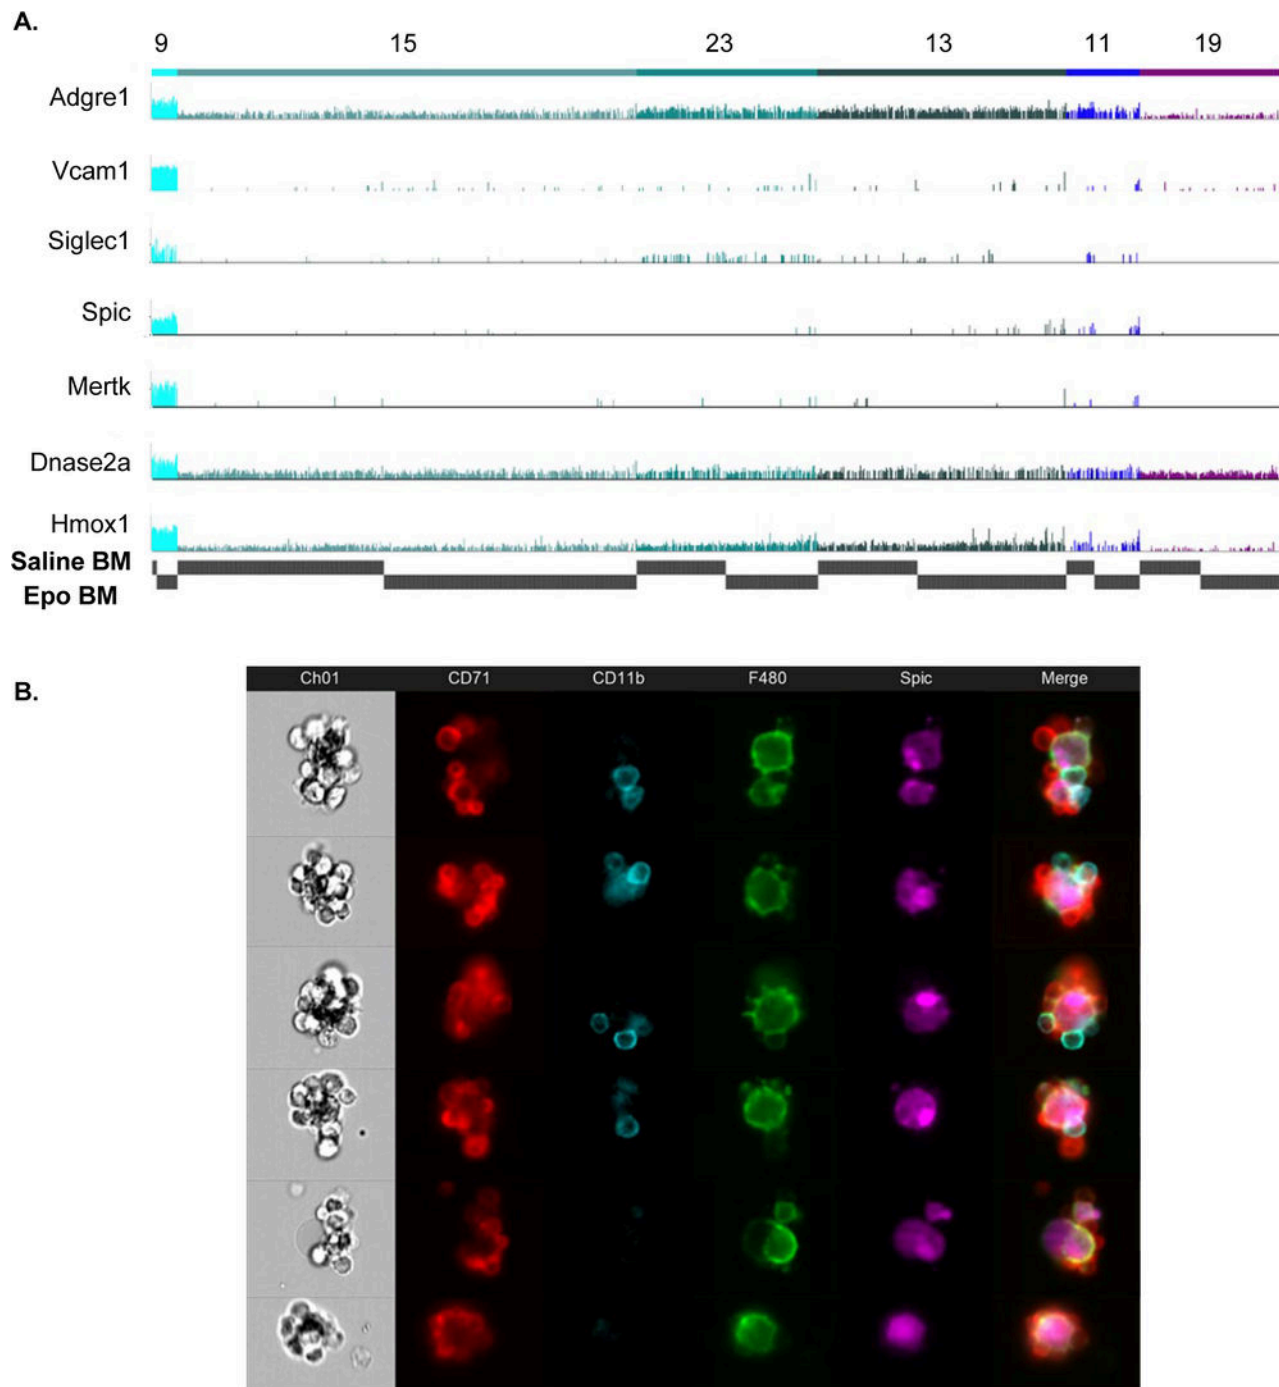 A.
9 15 23 13 11 19
Adgre1
Vcam1
Siglec1
Spic
Mertk
Dnase2a
Hmox1
Saline BM
Epo BM
B.
Ch01 CD71 CD11b F480 Spic Merge